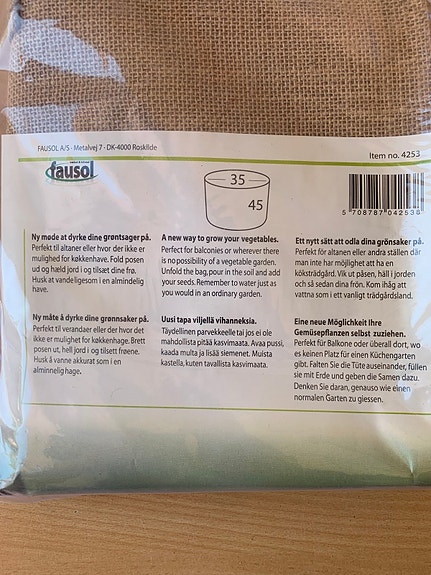 FAUSOL A/S · Metalvej 7 · DK-4000 Roskilde
Item no. 4253
fausol
35
45
5 708787 042536
Ny møde at dyrke dine grøntsager på.
Perfekt til altaner eller hvor der ikke er
mulighed for køkkenhave. Fold posen
ud og hæld jord i og tilsæt dine frø.
Husk at vande ligesom i en almindelig
have.
A new way to grow your vegetables.
Perfect for balconies or wherever there
is no possibility of a vegetable garden.
Unfold the bag, pour in the soil and add
your seeds. Remember to water just as
you would in an ordinary garden.
Ett nytt sätt att odla dina grönsaker på.
Perfekt för altanen eller andra ställen där
man inte har möjlighet att ha en
köksträdgård. Vik ut påsen, häll i jorden
och så sedan dina frön. Kom ihåg att
vattna som i ett vanligt trädgårdsland.
Ny måte å dyrke dine grønnsaker på.
Perfekt til verandaer eller der hvor det
ikke er mulighet for køkkenhage. Brett
posen ut, hell jord i og tilsett frøene.
Husk å vanne akkurat som i en
alminnelig hage.
Uusi tapa viljellä vihanneksia.
Täydellinen parvekkeelle tai jos ei ole
mahdollista pitää kasvimaata. Avaa pussi,
kaada multa ja lisää siemenet. Muista
kastella, kuten tavallista kasvimaata.
Eine neue Möglichkeit Ihre
Gemüsepflanzen selbst zuziehen.
Perfekt für Balkone oder überall dort, wo
es keinen Platz für einen Küchengarten
gibt. Falten Sie die Tüte auseinander, füllen
sie mit Erde und geben die Samen dazu.
Denken Sie daran, genauso wie einen
normalen Garten zu giessen.